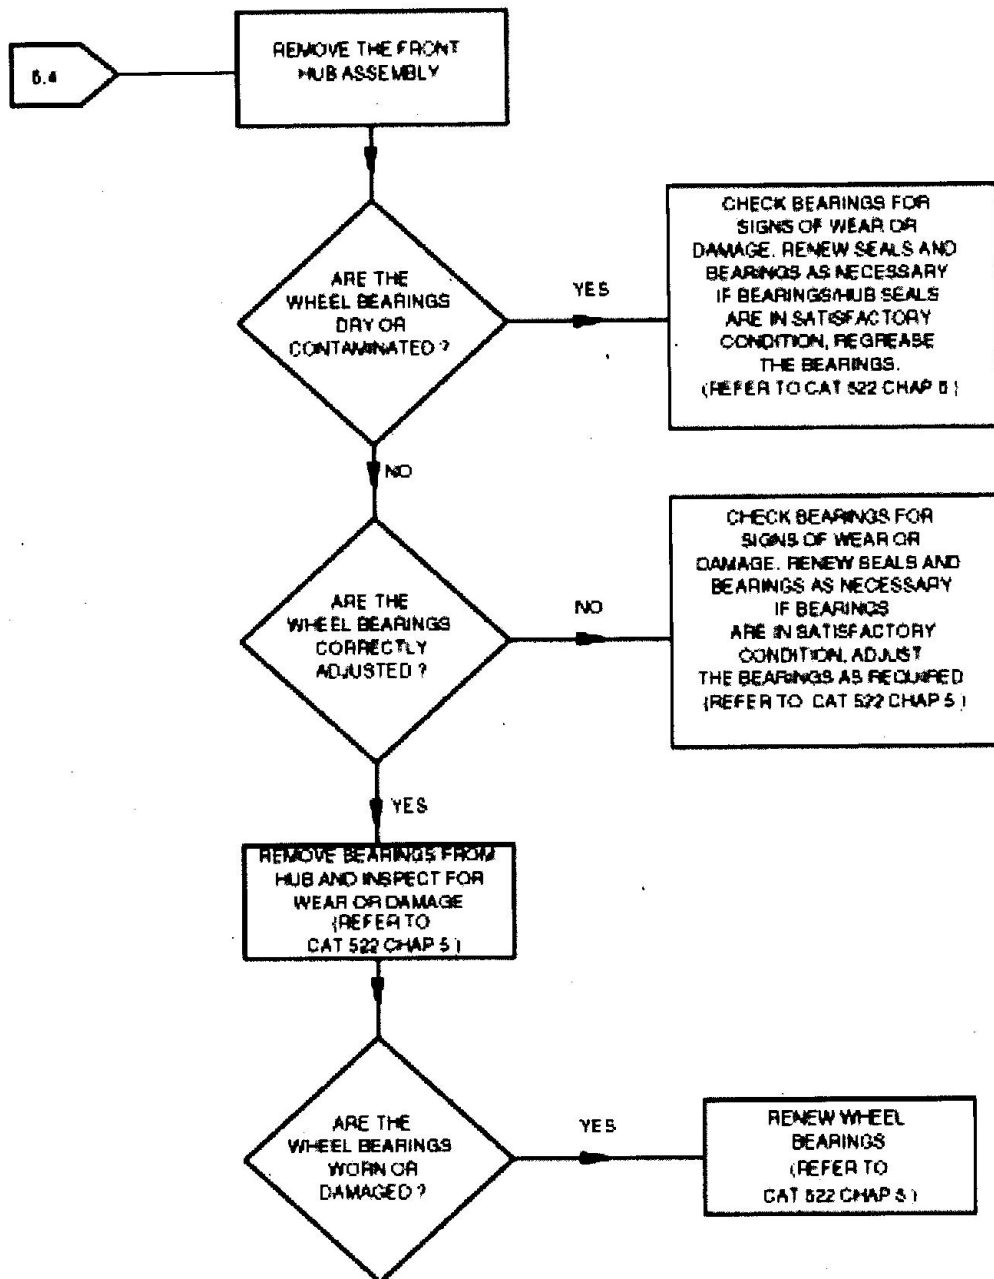 5.4
REMOVE THE FRONT
HUB ASSEMBLY
ARE THE
WHEEL BEARINGS
DRY OR
CONTAMINATED ?
YES
CHECK BEARINGS FOR
SIGNS OF WEAR OR
DAMAGE. RENEW SEALS AND
BEARINGS AS NECESSARY
IF BEARINGS/HUB SEALS
ARE IN SATISFACTORY
CONDITION, REGREASE
THE BEARINGS.
(REFER TO CAT 522 CHAP 5)
NO
ARE THE
WHEEL BEARINGS
CORRECTLY
ADJUSTED ?
NO
CHECK BEARINGS FOR
SIGNS OF WEAR OR
DAMAGE. RENEW SEALS AND
BEARINGS AS NECESSARY
IF BEARINGS
ARE IN SATISFACTORY
CONDITION, ADJUST
THE BEARINGS AS REQUIRED
(REFER TO CAT 522 CHAP 5)
YES
REMOVE BEARINGS FROM
HUB AND INSPECT FOR
WEAR OR DAMAGE
(REFER TO
CAT 522 CHAP 5)
ARE THE
WHEEL BEARINGS
WORN OR
DAMAGED ?
YES
RENEW WHEEL
BEARINGS
(REFER TO
CAT 522 CHAP 5)